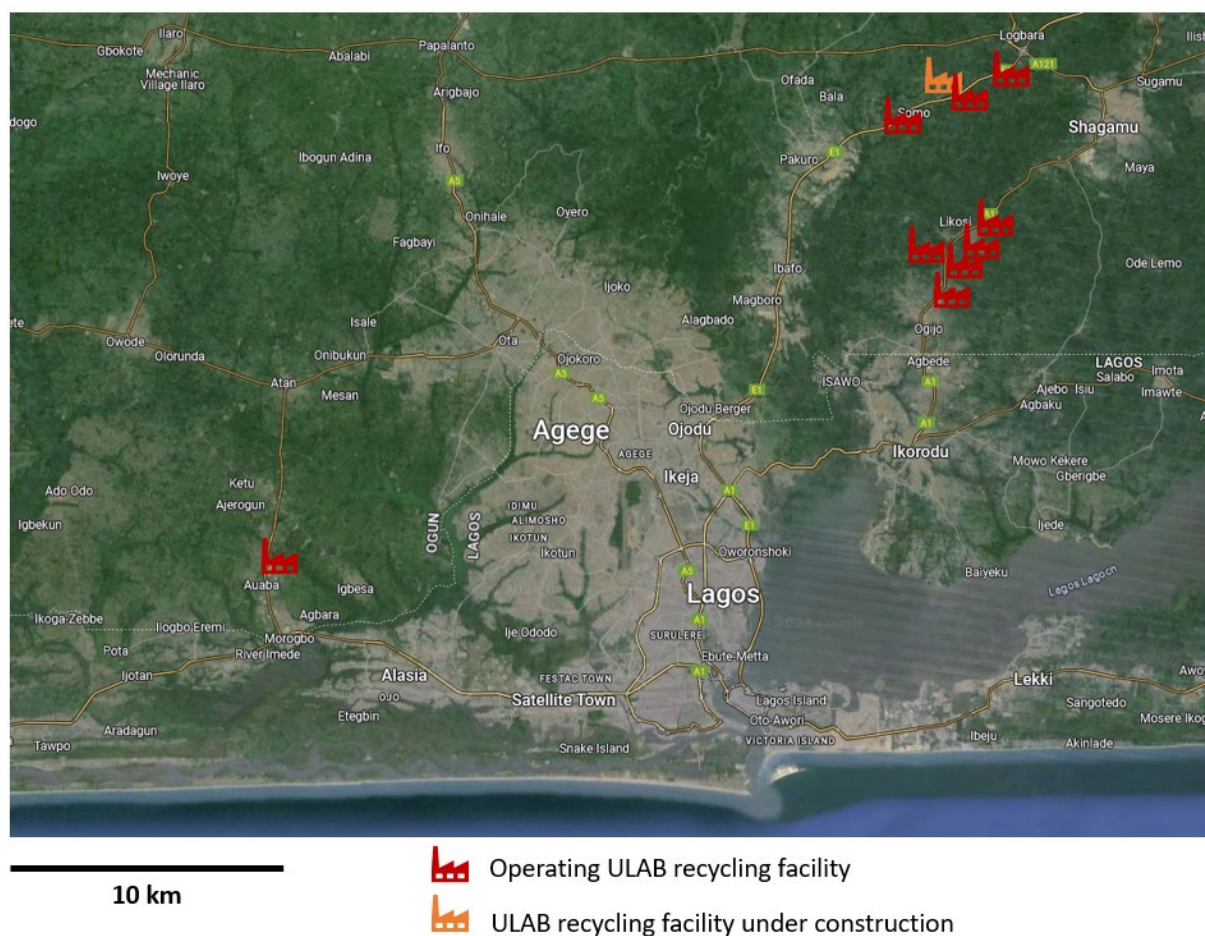 Ilaro
Gbokote
Abalabi
Papalanto
Logbara
Ilish
Mechanic
Village Ilaro
Arigbajo
Ofada
A121
Sugamu
Bala
dogo
Somo
Shagamu
Ifo
Ibogun Adina
E1
Pakuro
Maya
Iwoye
A5
Onihale
Oyero
Likosi
A1
Fagbayi
Ode Lemo
Ibafo
Ijoko
Magboro
Isale
Alagbado
ete
Owode
Ogijo
Olorunda
Onibukun
Ota
Ojokoro
Agbede
LAGOS
Imota
Salabo
Atan
A5
ISAWO
A1
Ajebo
Isiu
Imawte
Mesan
A5
E1
Agbaku
Ojodu Berger
Agege
Ojodu
A1
AGEGE
Ikorodu
Ikeja
Mowo Kekere
Ketu
Gberigbe
Ado Odo
A1
Ajerogun
IDIMU
Igbekun
OGUN
LAGOS
ALIMOSHO
E1
Ijede
IKOTUN
Ikotun
Oworonshoki
A5
Baiyeku
Lagos Lagoon
Auaba
Igbesa
Lagos
Agbara
A1
Ikoga-Zebbe
Ilogbo Eremi
Ije Ododo
SURULERE
Morogbo
Pota
River Imede
Ebute-Metta
Ijotan
Alasia
A1
Awo
FESTAC TOWN
Lekki
OJO
Satellite Town
Lagos Island
Sangotedo
Etegbin
Oto-Awori
Mosere Ikog
Aradagun
Ibeju
Tawpo
Snake Island
VICTORIA ISLAND
Akinlade
10 km
Operating ULAB recycling facility
ULAB recycling facility under construction